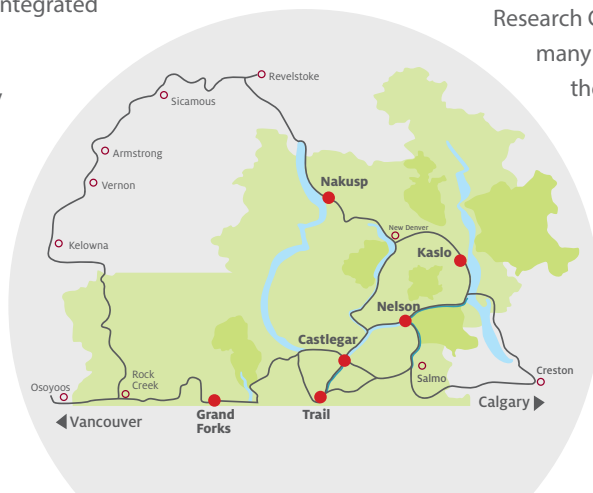 ntegrated
Research
many
the
Revelstoke
Sicamous
Armstrong
Vernon
Nakusp
New Denver
Kelowna
Kaslo
Nelson
Castlegar
Salmo
Creston
Rock
Creek
Osoyoos
Calgary
Vancouver
Grand
Forks
Trail